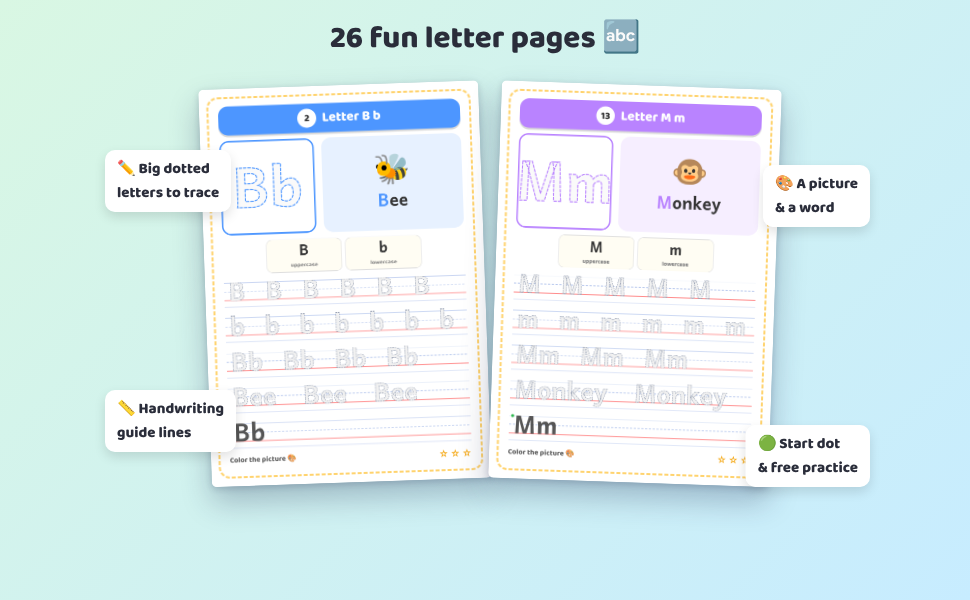 26 fun letter pages 🔤
2 Letter B b
Bb
Bee
B
uppercase
b
lowercase
B B B B B B
b b b b b b b
Bb Bb Bb Bb
Bee Bee Bee
Bb
Color the picture 🎨
☆ ☆ ☆
13 Letter M m
Mm
Monkey
M
uppercase
m
lowercase
M M M M M
m m m m m m
Mm Mm Mm
Monkey Monkey
Mm
Color the picture 🎨
✏️ Big dotted
letters to trace
🎨 A picture
& a word
📏 Handwriting
guide lines
🟢 Start dot
& free practice